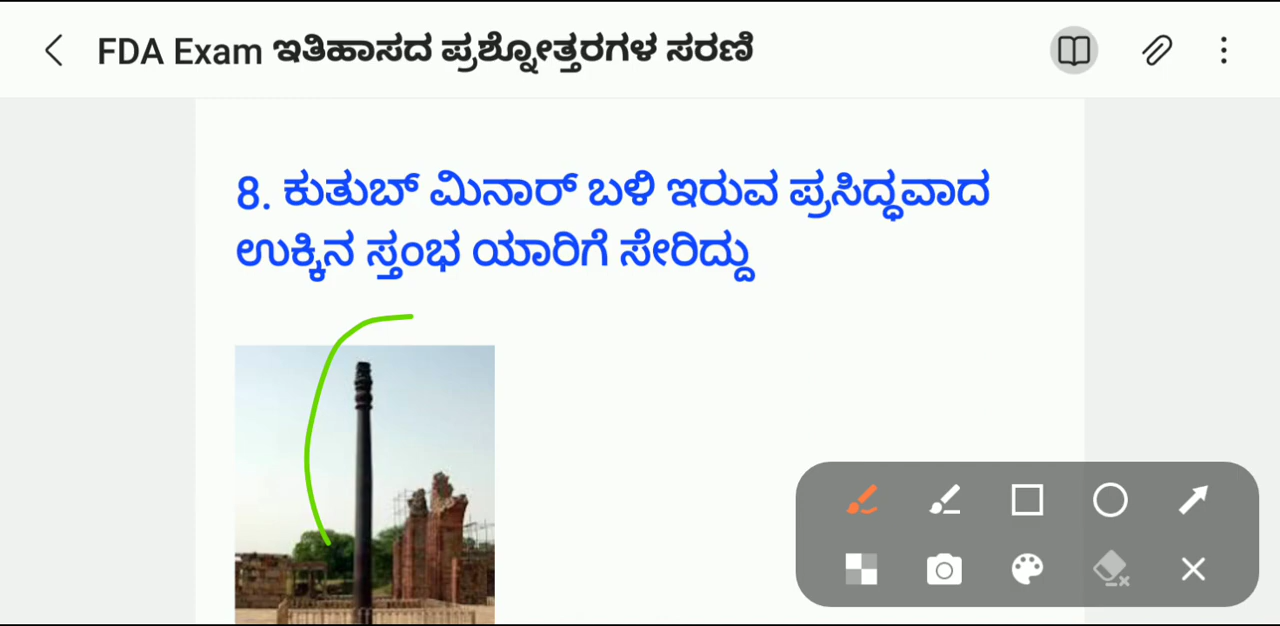 FDA Exam ಇತಿಹಾಸದ ಪ್ರಶ್ನೋತ್ತರಗಳ ಸರಣಿ
8. ಕುತುಬ್ ಮಿನಾರ್ ಬಳಿ ಇರುವ ಪ್ರಸಿದ್ಧವಾದ
ಉಕ್ಕಿನ ಸ್ತಂಭ ಯಾರಿಗೆ ಸೇರಿದ್ದು